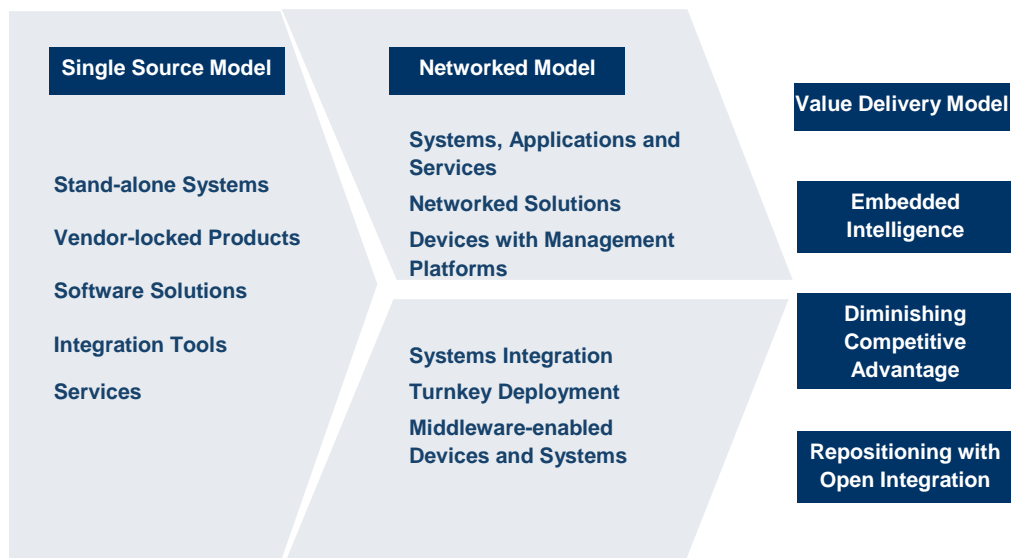 Single Source Model
Stand-alone Systems
Vendor-locked Products
Software Solutions
Integration Tools
Services
Networked Model
Systems, Applications and
Services
Networked Solutions
Devices with Management
Platforms
Systems Integration
Turnkey Deployment
Middleware-enabled
Devices and Systems
Value Delivery Model
Embedded
Intelligence
Diminishing
Competitive
Advantage
Repositioning with
Open Integration